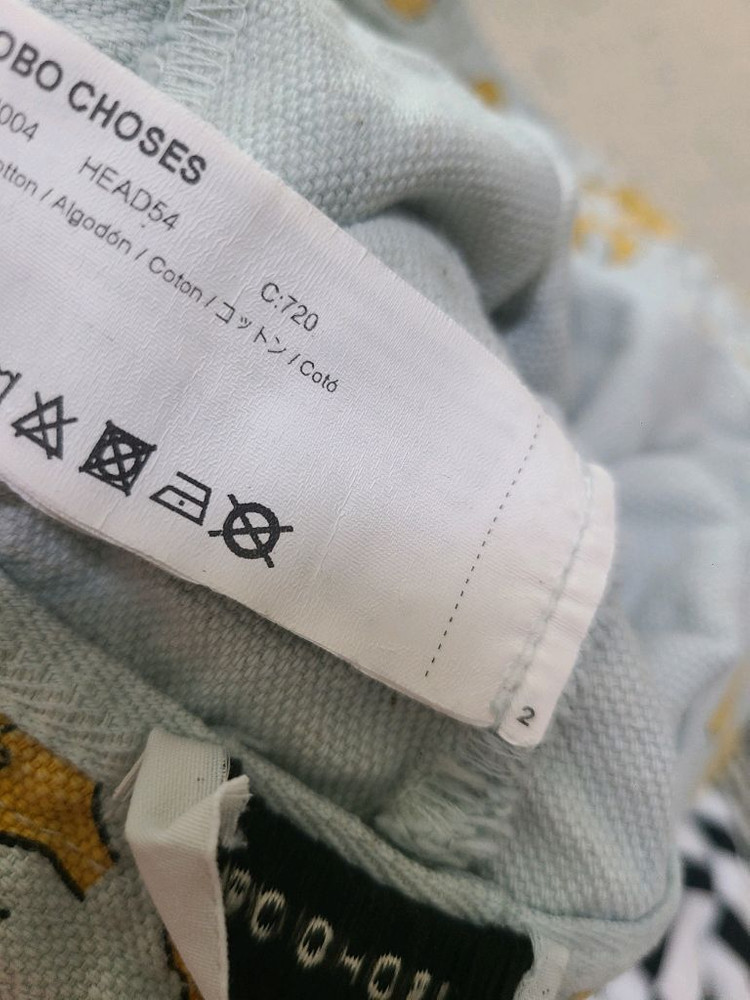 OBO CHOSES
004 HEAD54 C:720
otton / Algodón / Coton / コットン / Cotó
2